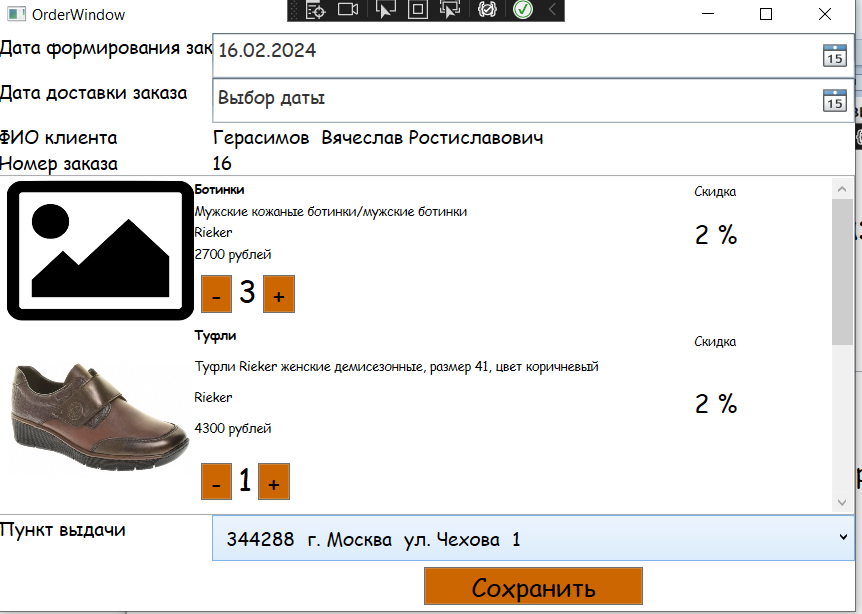 OrderWindow
Дата формирования зак
16.02.2024
15
Дата доставки заказа
Выбор даты
15
ФИО клиента
Герасимов Вячеслав Ростиславович
Номер заказа
16
Ботинки
Мужские кожаные ботинки/мужские ботинки
Rieker
2700 рублей
- 3 +
Скидка
2 %
Туфли
Туфли Rieker женские демисезонные, размер 41, цвет коричневый
Rieker
4300 рублей
- 1 +
Скидка
2 %
Пункт выдачи
344288 г. Москва ул. Чехова 1
Сохранить